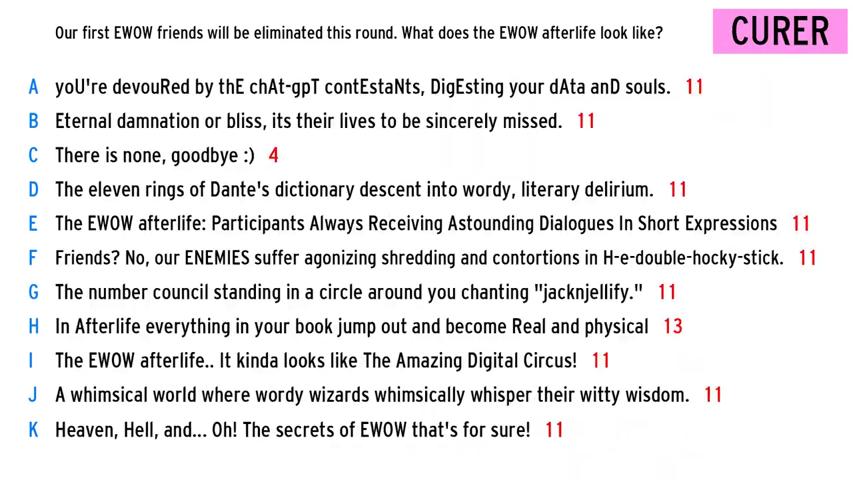 Our first EWOW friends will be eliminated this round. What does the EWOW afterlife look like?
CURER
A yoU're devouRed by thE chAt-gpT contEstaNts, DigEsting your dAta anD souls. 11
B Eternal damnation or bliss, its their lives to be sincerely missed. 11
C There is none, goodbye :) 4
D The eleven rings of Dante's dictionary descent into wordy, literary delirium. 11
E The EWOW afterlife: Participants Always Receiving Astounding Dialogues In Short Expressions 11
F Friends? No, our ENEMIES suffer agonizing shredding and contortions in H-e-double-hocky-stick. 11
G The number council standing in a circle around you chanting "jacknjellify." 11
H In Afterlife everything in your book jump out and become Real and physical 13
I The EWOW afterlife.. It kinda looks like The Amazing Digital Circus! 11
J A whimsical world where wordy wizards whimsically whisper their witty wisdom. 11
K Heaven, Hell, and... Oh! The secrets of EWOW that's for sure! 11